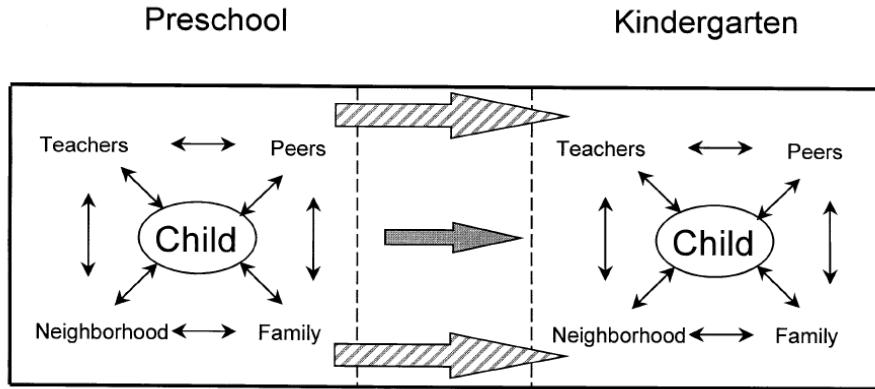 Preschool Kindergarten
Teachers Peers Teachers Peers
Child Child
Neighborhood Family Neighborhood Family